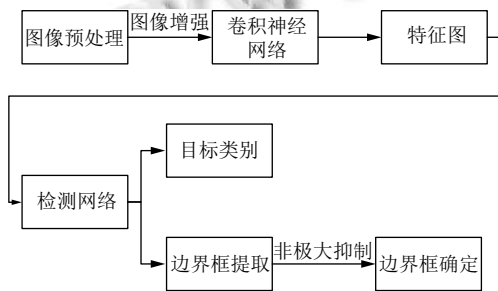 图像预处理
图像增强
卷积神经
网络
特征图
检测网络
目标类别
边界框提取
非极大抑制
边界框确定